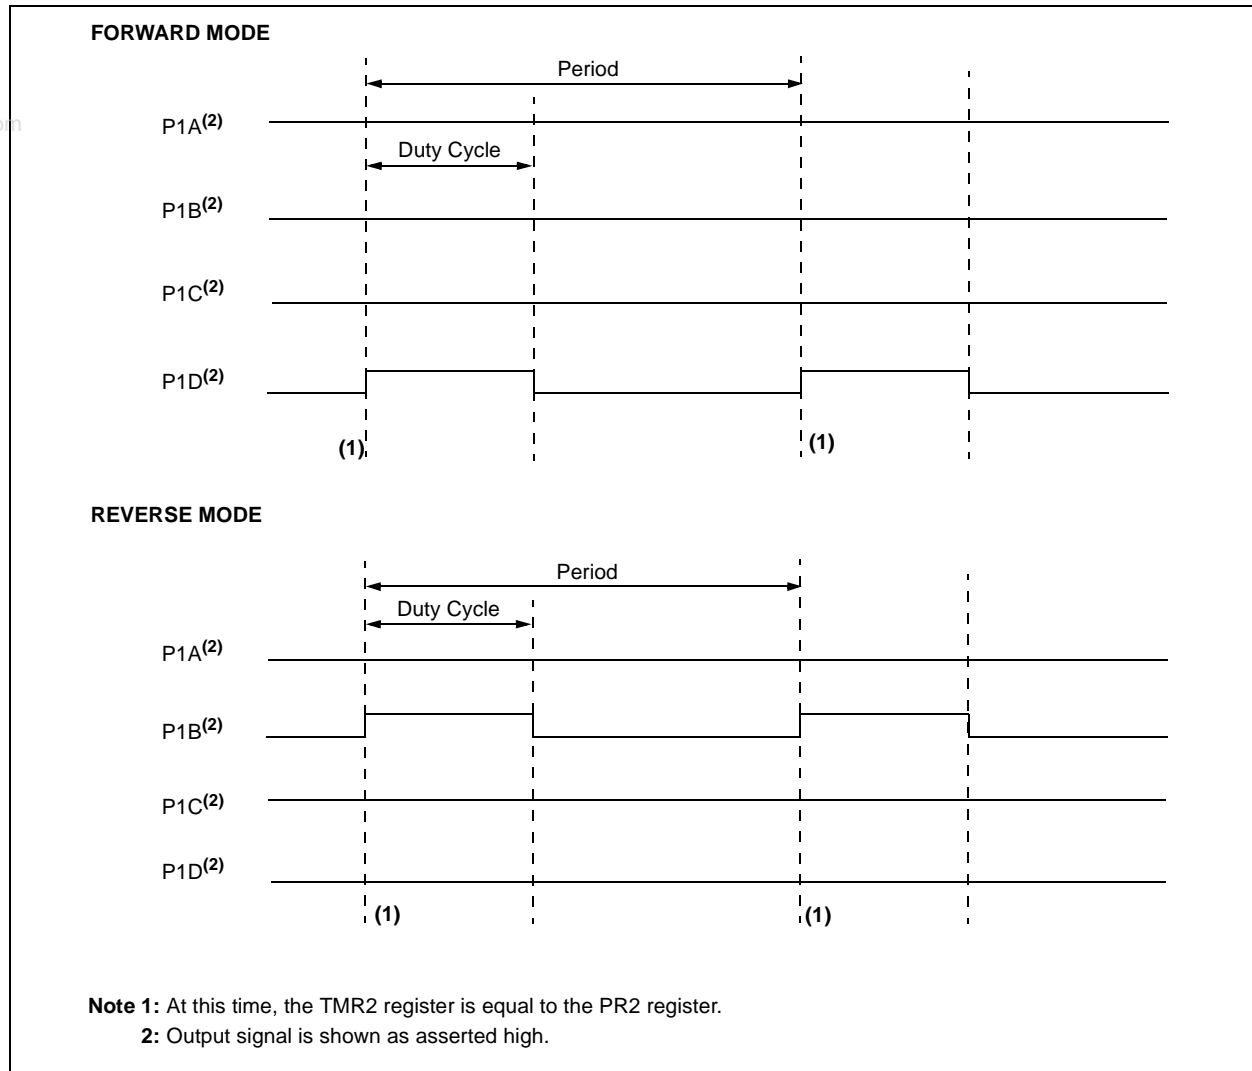 FORWARD MODE
Period
om
P1A(2)
Duty Cycle
P1B(2)
P1C(2)
P1D(2)
(1)
(1)
REVERSE MODE
Period
Duty Cycle
P1A(2)
P1B(2)
P1C(2)
P1D(2)
(1)
(1)
Note 1: At this time, the TMR2 register is equal to the PR2 register.
2: Output signal is shown as asserted high.